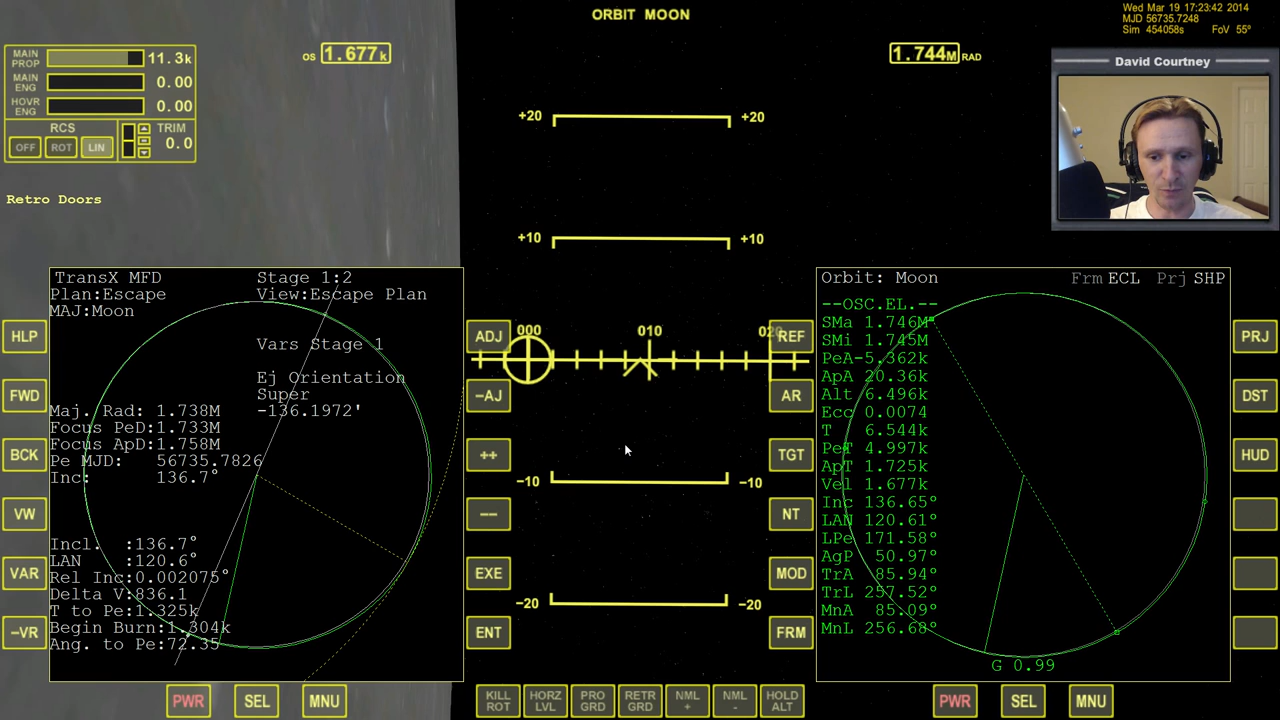 ORBIT MOON
Wed Mar 19 17:23:42 2014
MJD 56735.7248
Sim 454058s FoV 55°
MAIN PROP 11.3k
MAIN ENG 0.00
HOVR ENG 0.00
RCS
TRIM
OFF ROT LIN 0.0
OS 1.677k
1.744M RAD
David Courtney
Retro Doors
+20 +20
+10 +10
000 010 020
-10 -10
-20 -20
HLP
FWD
BCK
VW
VAR
-VR
TransX MFD Stage 1:2
Plan:Escape View:Escape Plan
MAJ:Moon
Vars Stage 1
Ej Orientation
Super
-136.1972'
Maj. Rad: 1.738M
Focus PeD:1.733M
Focus ApD:1.758M
Pe MJD: 56735.7826
Inc: 136.7°
Incl. :136.7°
LAN :120.6°
Rel Inc:0.002075°
Delta V:836.1
T to Pe:1.325k
Begin Burn:1.304k
Ang. to Pe:72.35
ADJ
-AJ
++
--
EXE
ENT
REF
AR
TGT
NT
MOD
FRM
Orbit: Moon Frm ECL Prj SHP
--OSC.EL.--
SMa 1.746M
SMi 1.745M
PeA-5.362k
ApA 20.36k
Alt 6.496k
Ecc 0.0074
T 6.544k
PeT 4.997k
ApT 1.725k
Vel 1.677k
Inc 136.65°
LAN 120.61°
LPe 171.58°
AgP 50.97°
TrA 85.94°
TrL 257.52°
MnA 85.09°
MnL 256.68°
G 0.99
PRJ
DST
HUD
PWR SEL MNU
KILL ROT
HORZ LVL
PRO GRD
RETR GRD
NML +
NML -
HOLD ALT
PWR SEL MNU